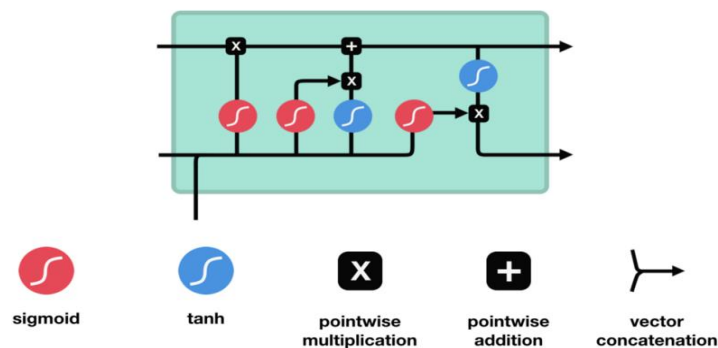 X
+
X
X
X
+
sigmoid
tanh
pointwise
multiplication
pointwise
addition
vector
concatenation